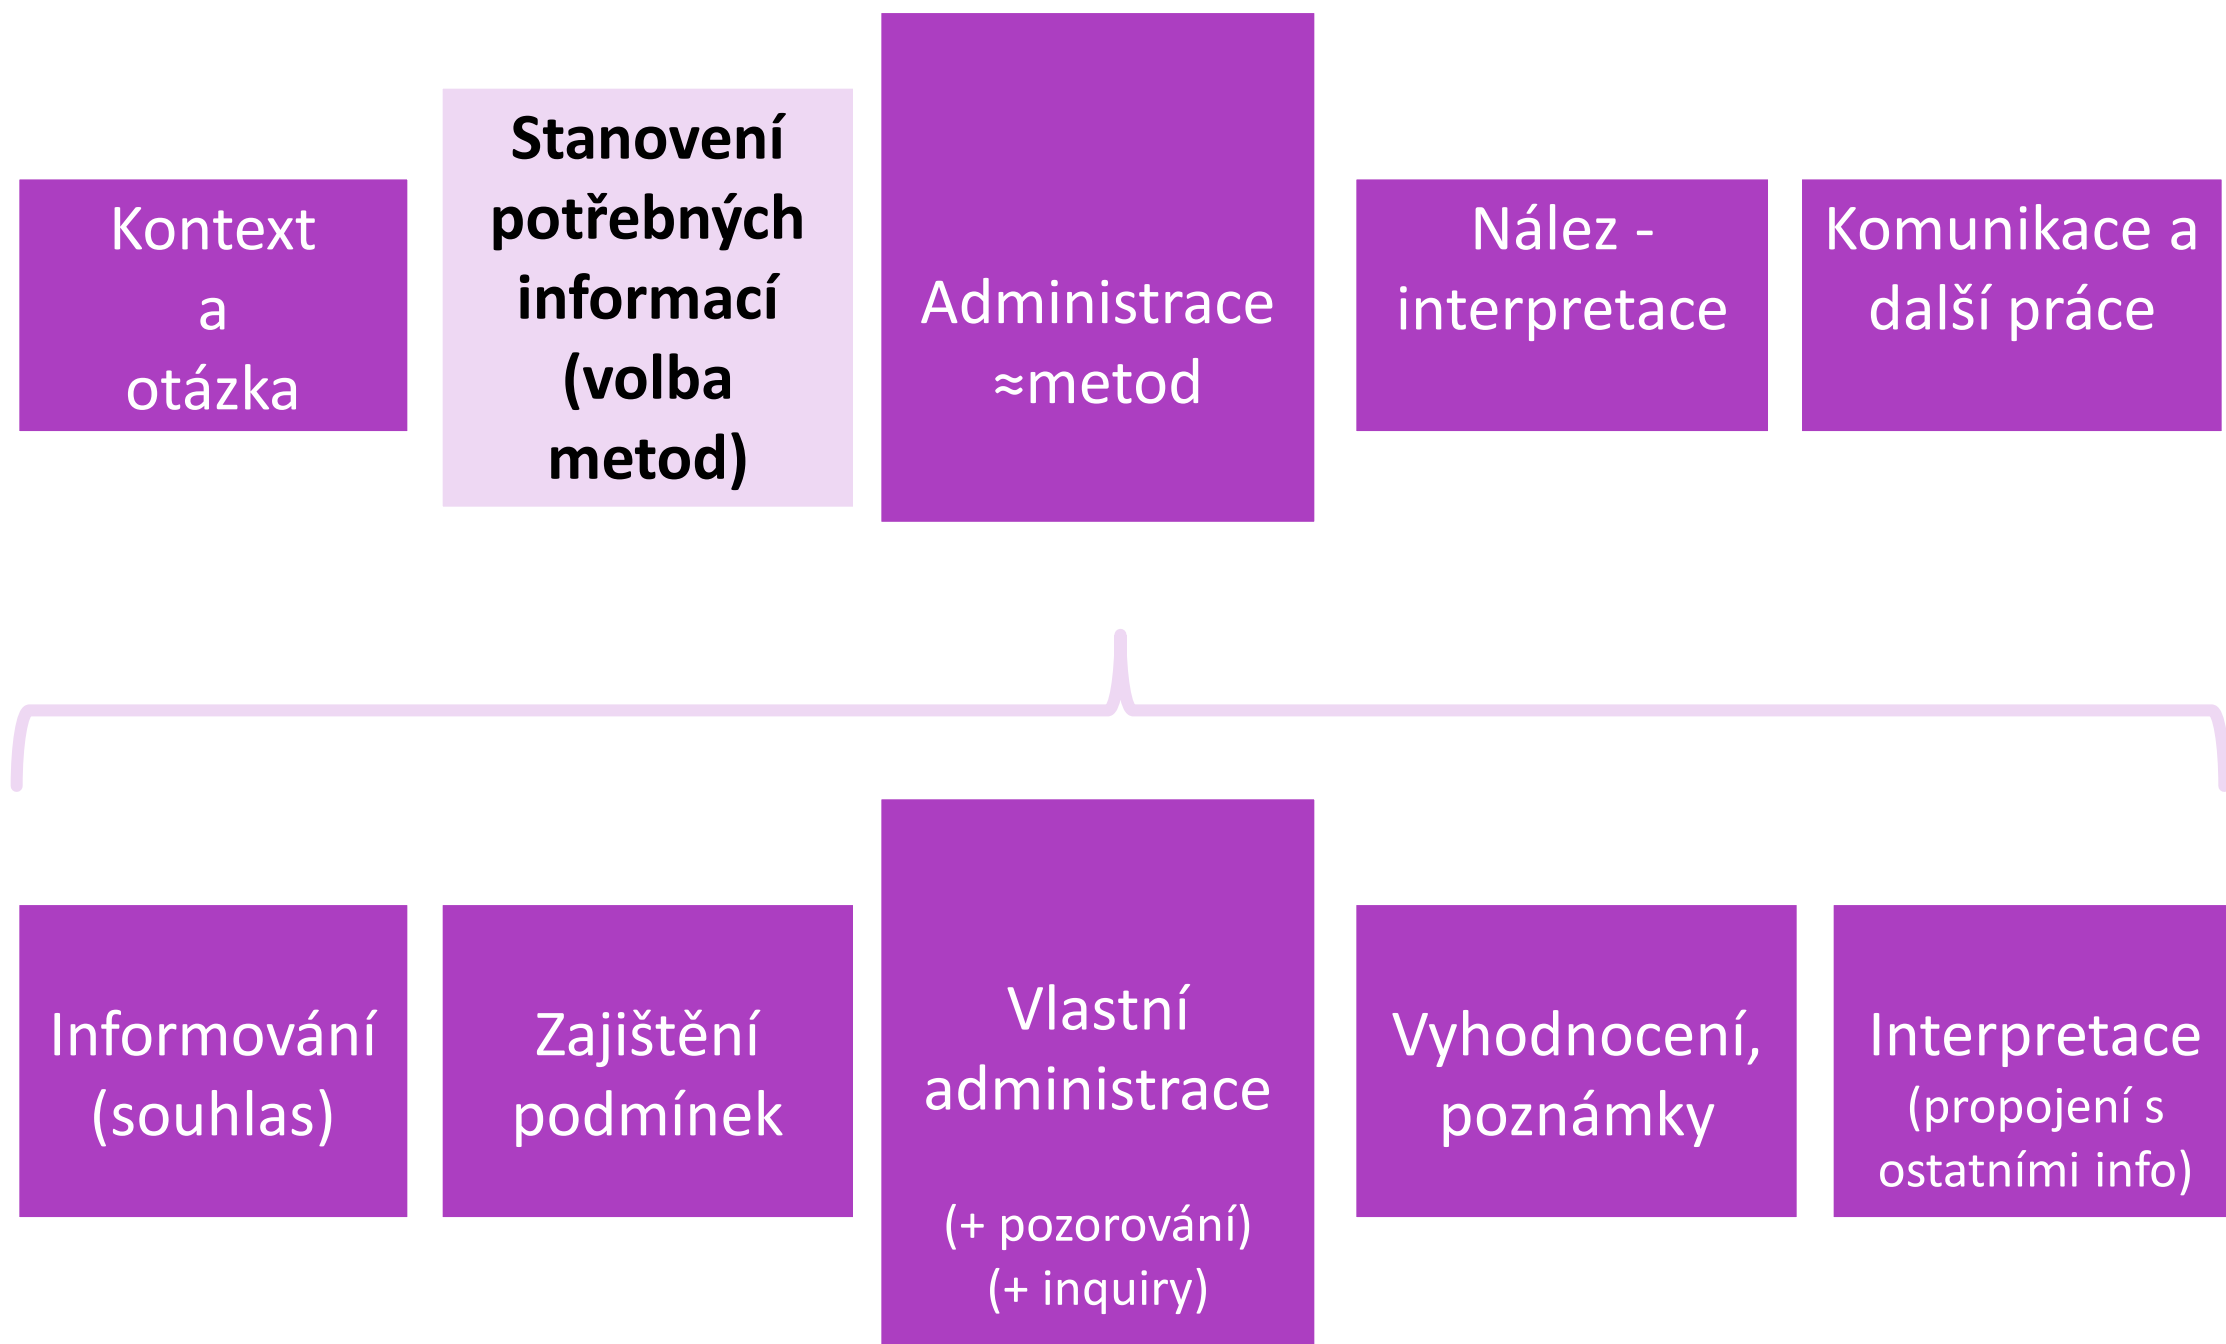 Kontext
a
otázka
Stanovení
potřebných
informací
(volba
metod)
Administrace
≈metod
Nález -
interpretace
Komunikace a
další práce
Informování
(souhlas)
Zajištění
podmínek
Vlastní
administrace
(+ pozorování)
(+ inquiry)
Vyhodnocení,
poznámky
Interpretace
(propojení s
ostatními info)